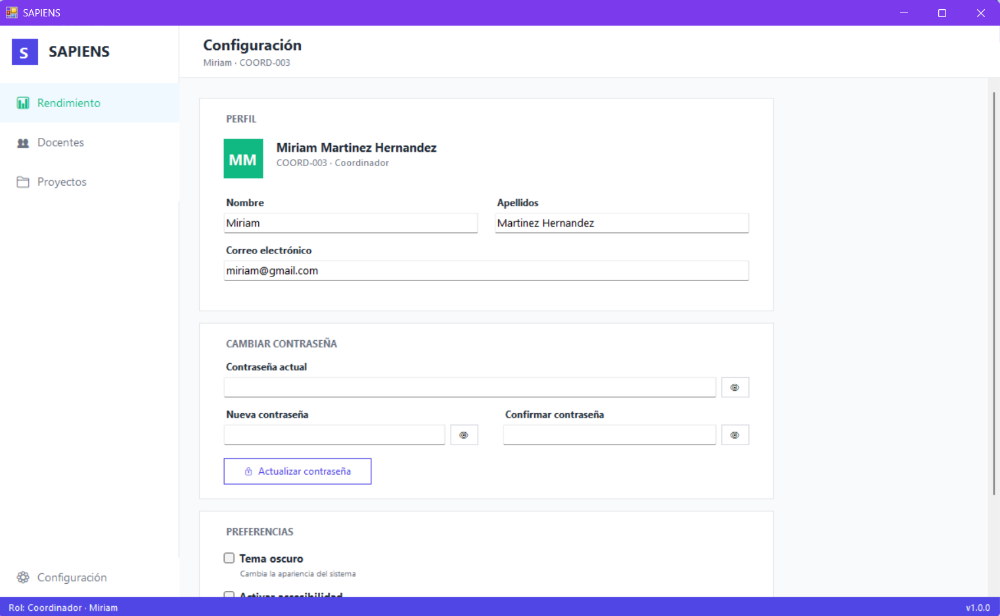 SAPIENS
S
SAPIENS
Configuración
Miriam · COORD-003
Rendimiento
Docentes
Proyectos
Configuración
PERFIL
MM
Miriam Martinez Hernandez
COORD-003 · Coordinador
Nombre
Apellidos
Miriam
Martinez Hernandez
Correo electrónico
miriam@gmail.com
CAMBIAR CONTRASEÑA
Contraseña actual
Nueva contraseña
Confirmar contraseña
Actualizar contraseña
PREFERENCIAS
Tema oscuro
Cambia la apariencia del sistema
Activar accesibilidad
Rol: Coordinador · Miriam
v1.0.0